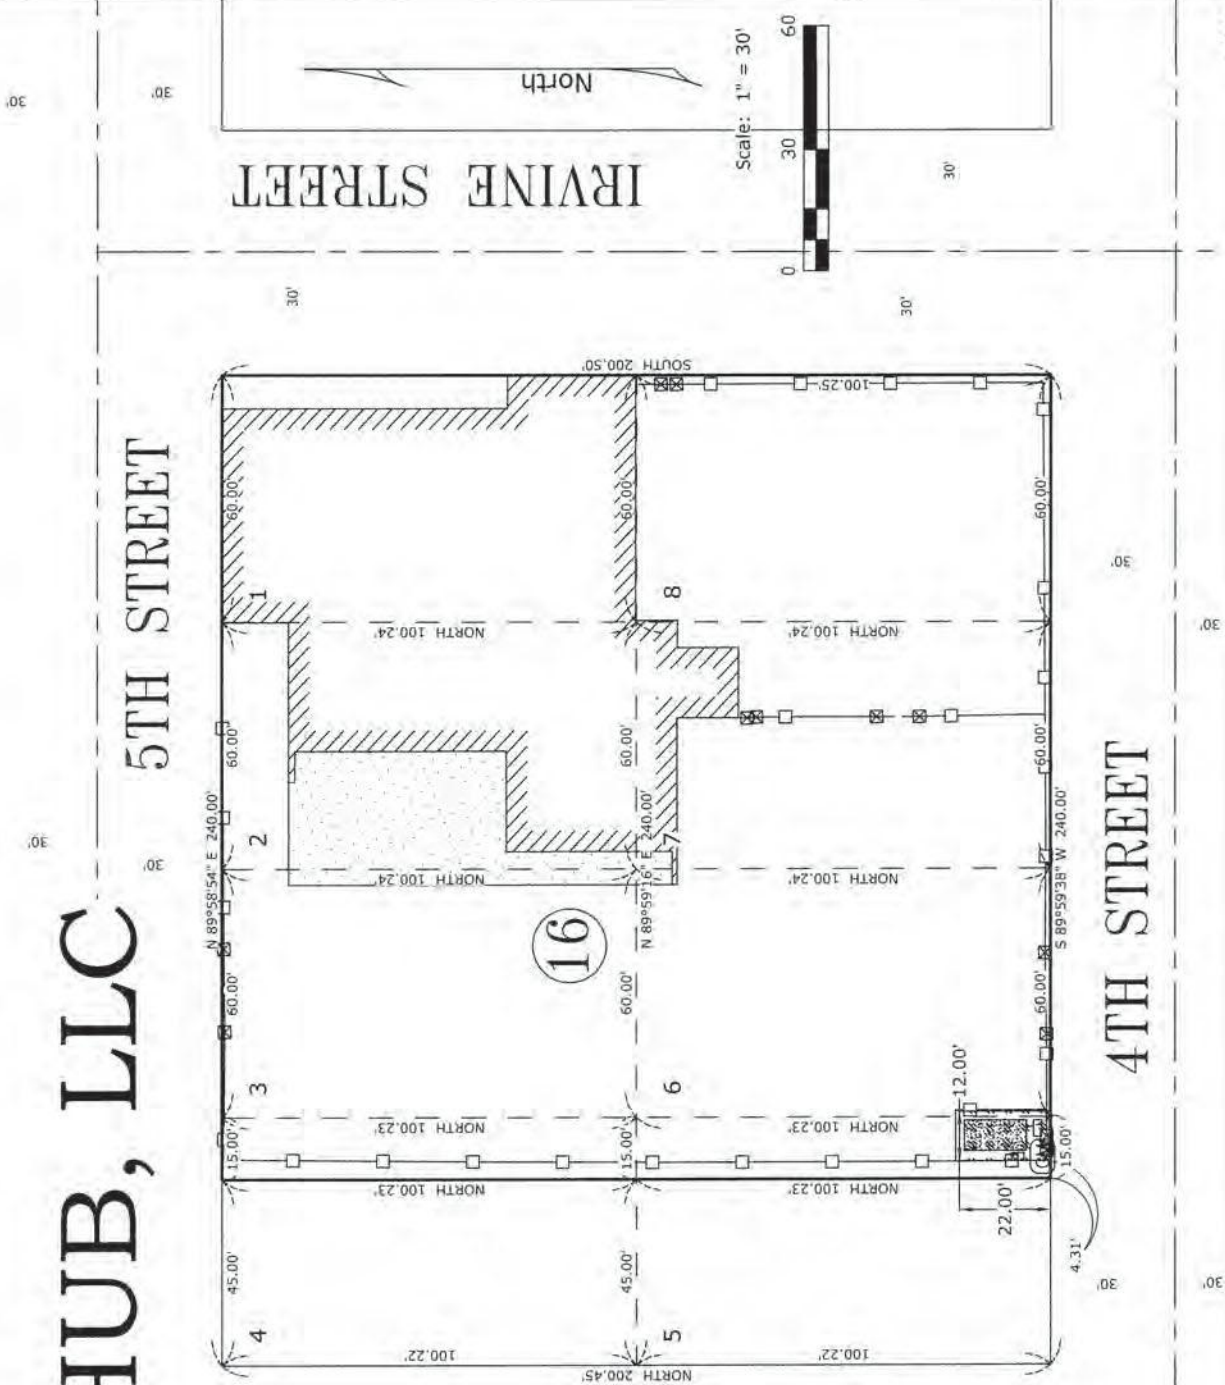 HUB, LLC
5TH STREET
4TH STREET
IRVINE STREET
North
Scale: 1" = 30'
0
30
60
30'
30'
30'
30'
30'
30'
30'
30'
30'
30'
30'
SOUTH 200.50'
100.25'
60.00'
60.00'
60.00'
1
8
NORTH 100.24'
NORTH 100.24'
60.00'
60.00'
60.00'
N 89°58'54" E 240.00'
N 89°59'16" E 240.00'
S 89°59'38" W 240.00'
2
7
NORTH 100.24'
NORTH 100.24'
16
60.00'
60.00'
60.00'
3
6
NORTH 100.23'
NORTH 100.23'
12.00'
15.00'
15.00'
15.00'
NORTH 100.23'
NORTH 100.23'
22.00'
4.31'
45.00'
45.00'
4
5
100.22'
100.22'
NORTH 200.45'